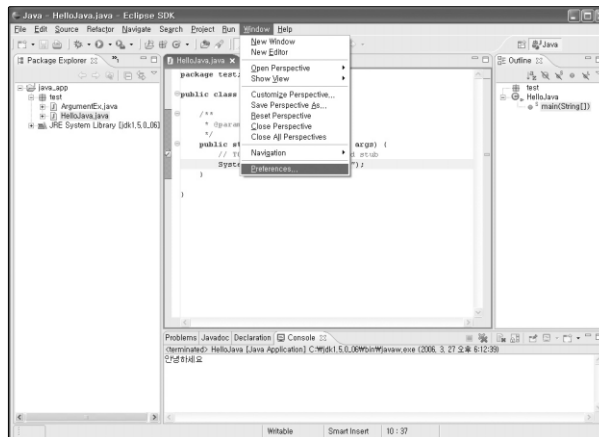 Java - HelloJava.java - Eclipse SDK
File Edit Source Refactor Navigate Search Project Run Window Help
Java
Package Explorer
java_app
test
ArgumentEx.java
HelloJava.java
JRE System Library [jdk1.5.0_06]
HelloJava.java
package test;
public class
/**
* @param
*/
public st
args) {
// TO
d stub
Syste
");
}
}
New Window
New Editor
Open Perspective
Show View
Customize Perspective...
Save Perspective As...
Reset Perspective
Close Perspective
Close All Perspectives
Navigation
Preferences...
Outline
test
HelloJava
main(String[])
Problems Javadoc Declaration Console
<terminated> HelloJava [Java Application] C:₩jdk1.5.0_06₩bin₩javaw.exe (2006. 3. 27 오후 6:12:39)
안녕하세요
Writable Smart Insert 10 : 37